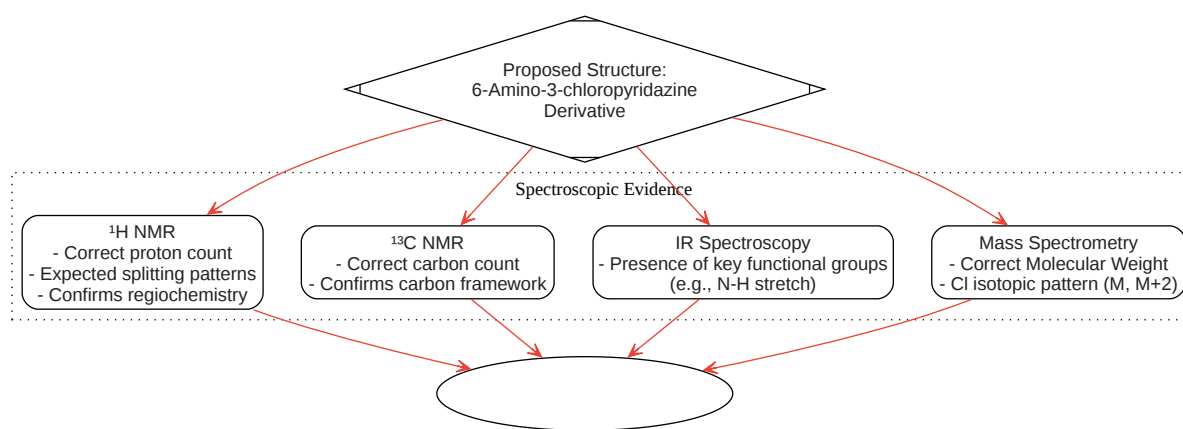 Proposed Structure:
6-Amino-3-chloropyridazine
Derivative
Spectroscopic Evidence
¹H NMR
- Correct proton count
- Expected splitting patterns
- Confirms regiochemistry
¹³C NMR
- Correct carbon count
- Confirms carbon framework
IR Spectroscopy
- Presence of key functional groups
(e.g., N-H stretch)
Mass Spectrometry
- Correct Molecular Weight
- Cl isotopic pattern (M, M+2)